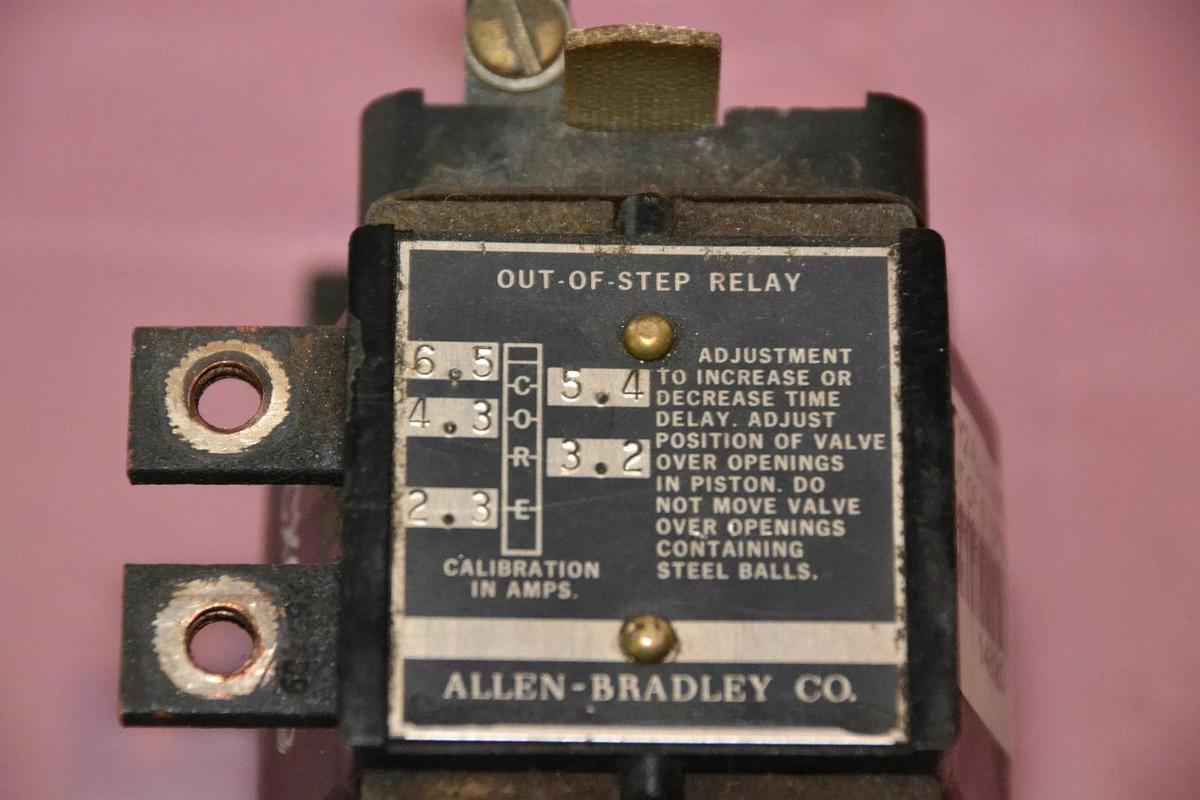 OUT-OF-STEP RELAY
6.5
5.4
4.3
3.2
2.3
CORE
CALIBRATION
IN AMPS.
ADJUSTMENT
TO INCREASE OR
DECREASE TIME
DELAY. ADJUST
POSITION OF VALVE
OVER OPENINGS
IN PISTON. DO
NOT MOVE VALVE
OVER OPENINGS
CONTAINING
STEEL BALLS.
ALLEN-BRADLEY CO.